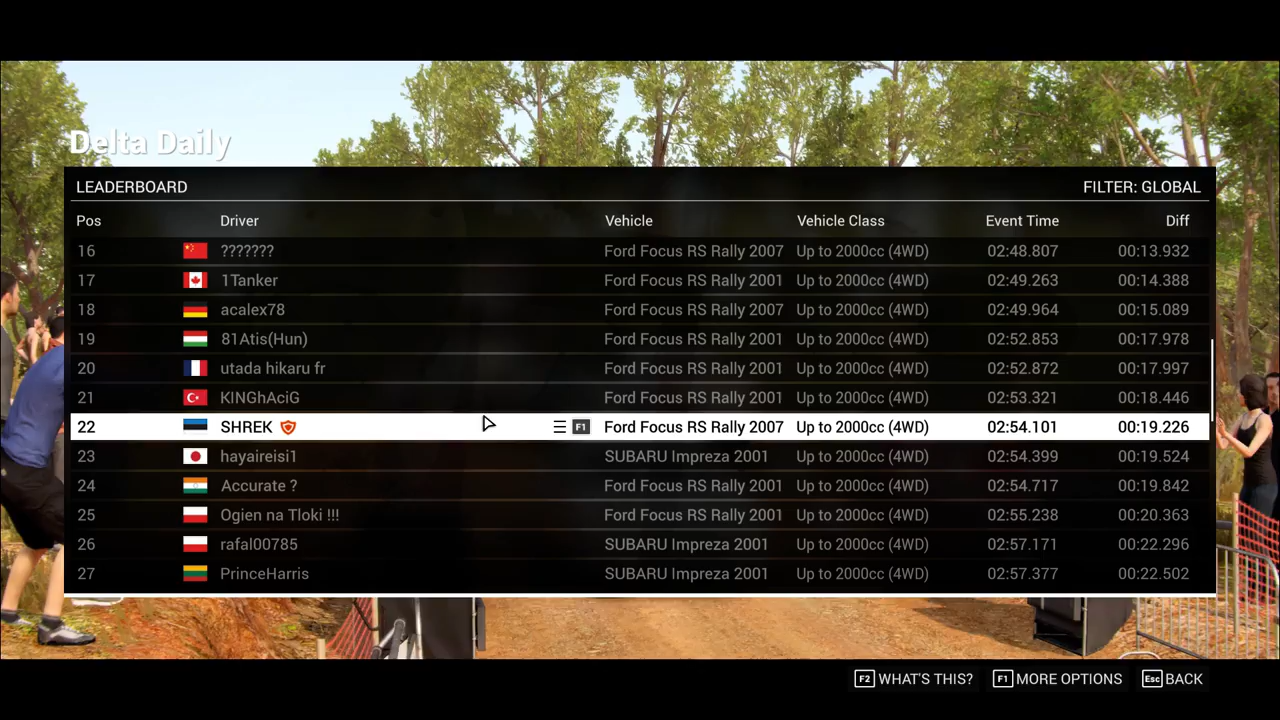 Delta Daily
LEADERBOARD FILTER: GLOBAL
Pos Driver Vehicle Vehicle Class Event Time Diff
16 ??????? Ford Focus RS Rally 2007 Up to 2000cc (4WD) 02:48.807 00:13.932
17 1Tanker Ford Focus RS Rally 2001 Up to 2000cc (4WD) 02:49.263 00:14.388
18 acalex78 Ford Focus RS Rally 2007 Up to 2000cc (4WD) 02:49.964 00:15.089
19 81Atis(Hun) Ford Focus RS Rally 2001 Up to 2000cc (4WD) 02:52.853 00:17.978
20 utada hikaru fr Ford Focus RS Rally 2001 Up to 2000cc (4WD) 02:52.872 00:17.997
21 KINGhAciG Ford Focus RS Rally 2001 Up to 2000cc (4WD) 02:53.321 00:18.446
22 SHREK F1 Ford Focus RS Rally 2007 Up to 2000cc (4WD) 02:54.101 00:19.226
23 hayaireisi1 SUBARU Impreza 2001 Up to 2000cc (4WD) 02:54.399 00:19.524
24 Accurate ? Ford Focus RS Rally 2001 Up to 2000cc (4WD) 02:54.717 00:19.842
25 Ogien na Tloki !!! Ford Focus RS Rally 2001 Up to 2000cc (4WD) 02:55.238 00:20.363
26 rafal00785 SUBARU Impreza 2001 Up to 2000cc (4WD) 02:57.171 00:22.296
27 PrinceHarris SUBARU Impreza 2001 Up to 2000cc (4WD) 02:57.377 00:22.502
F2 WHAT'S THIS? F1 MORE OPTIONS Esc BACK